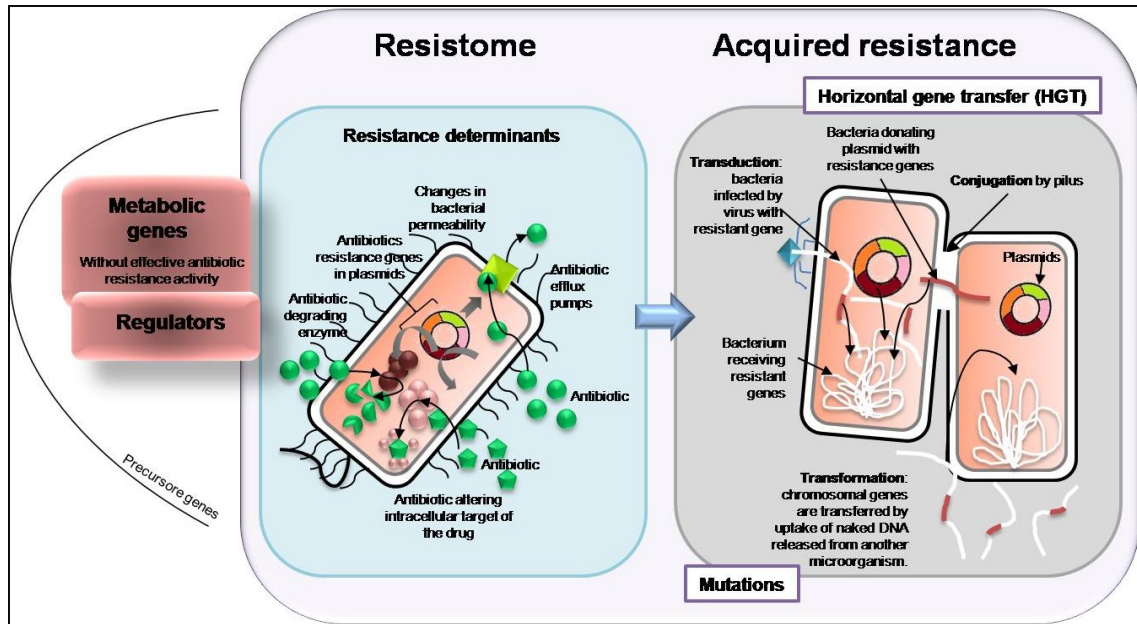 Resistome
Acquired resistance
Horizontal gene transfer (HGT)
Resistance determinants
Metabolic
genes
Without effective antibiotic
resistance activity
Regulators
Precursore genes
Changes in
bacterial
permeability
Antibiotics
resistance genes
in plasmids
Antibiotic
degrading
enzyme
Antibiotic
efflux
pumps
Antibiotic
Antibiotic
Antibiotic altering
intracellular target of
the drug
Transduction:
bacteria
infected by
virus with
resistant gene
Bacteria donating
plasmid with
resistance genes
Conjugation by pilus
Plasmids
Bacterium
receiving
resistant
genes
Transformation:
chromosomal genes
are transferred by
uptake of naked DNA
released from another
microorganism.
Mutations